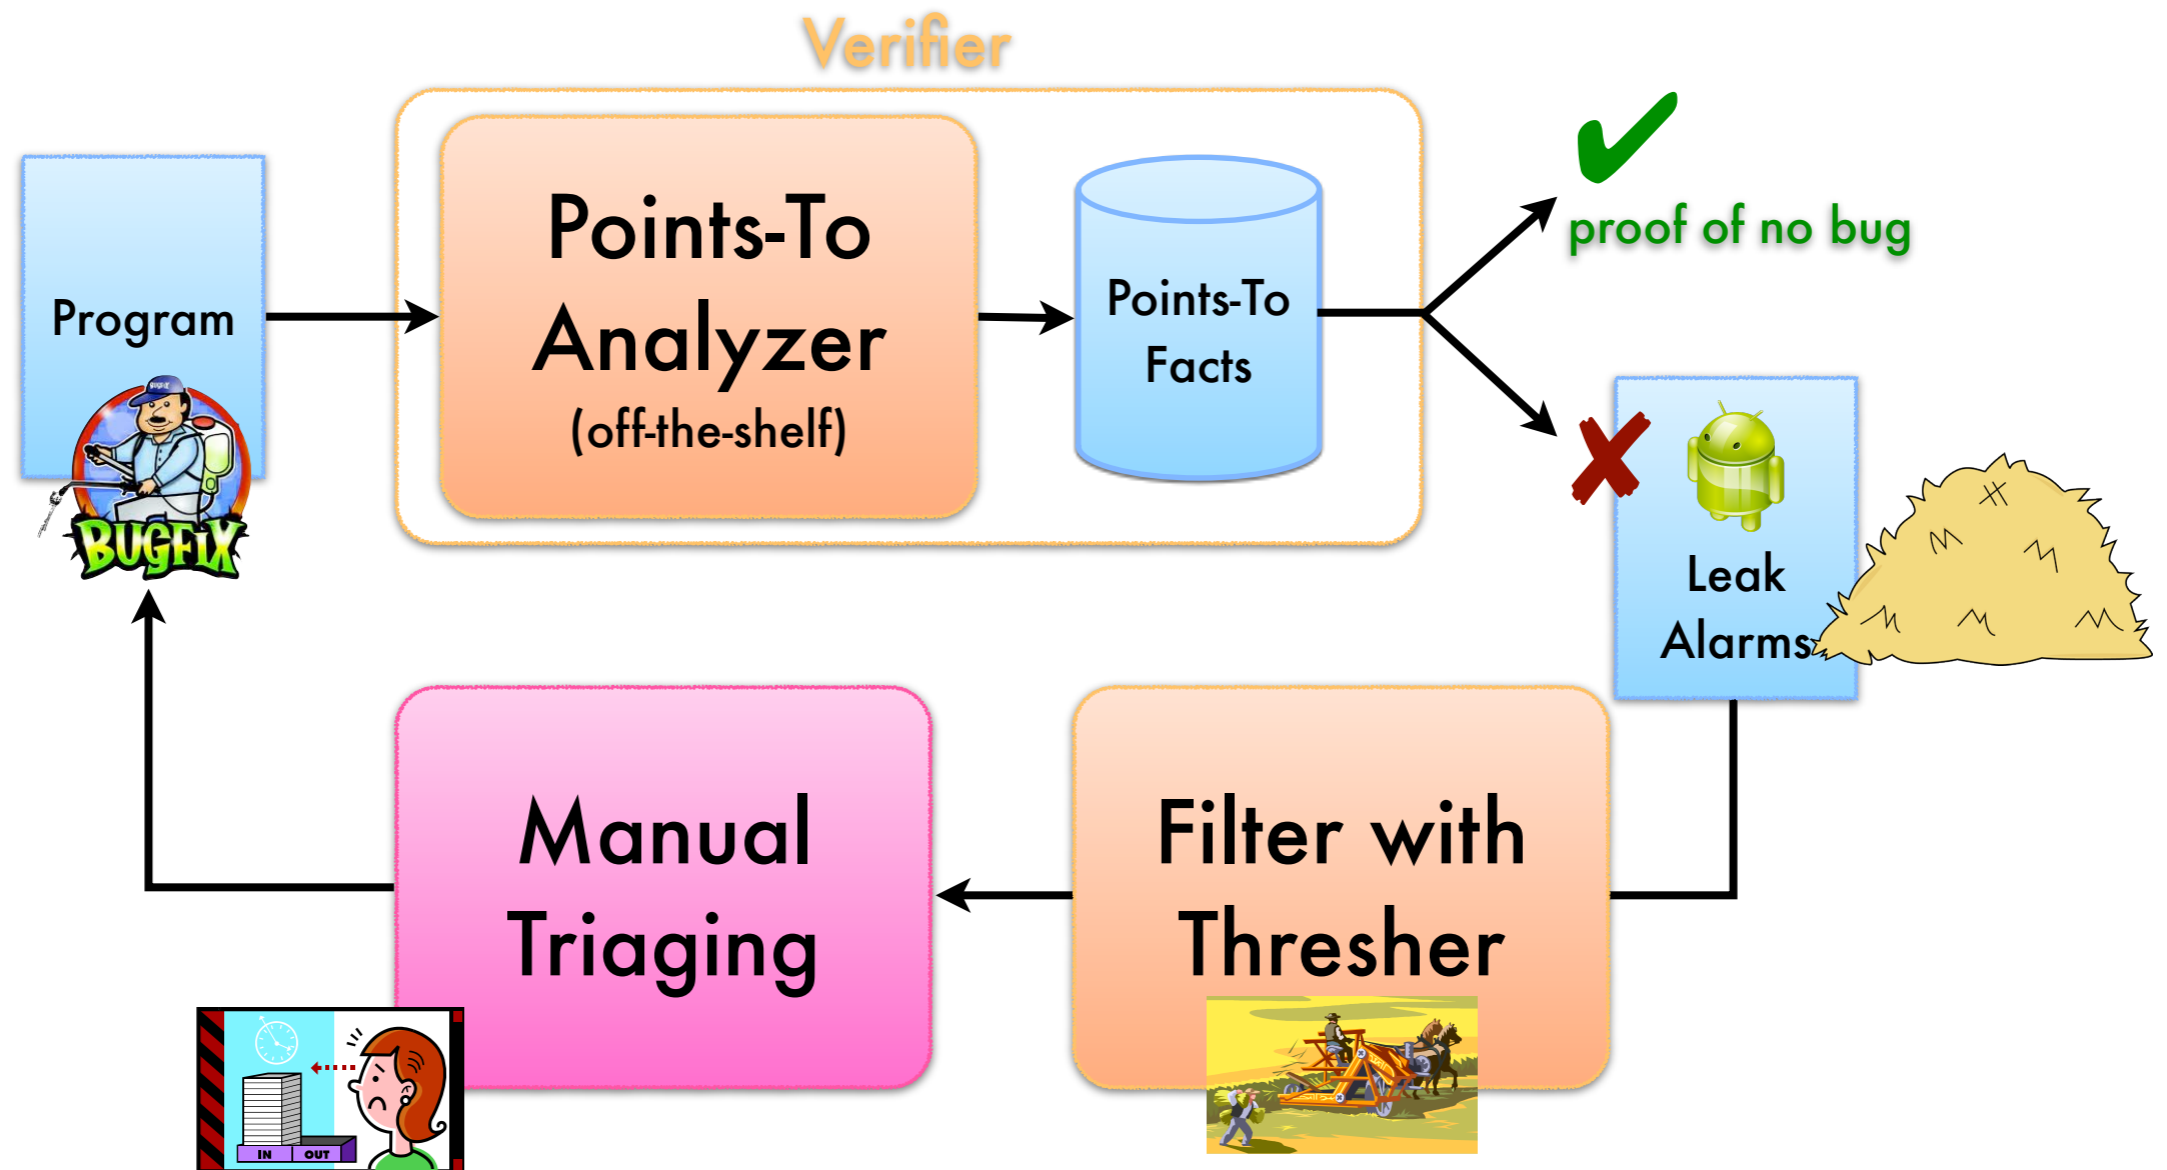 Verifier
Program
BUGFIX
BUGFIX
Points-To
Analyzer
(off-the-shelf)
Points-To
Facts
proof of no bug
Leak
Alarms
Manual
Triaging
IN OUT
Filter with
Thresher